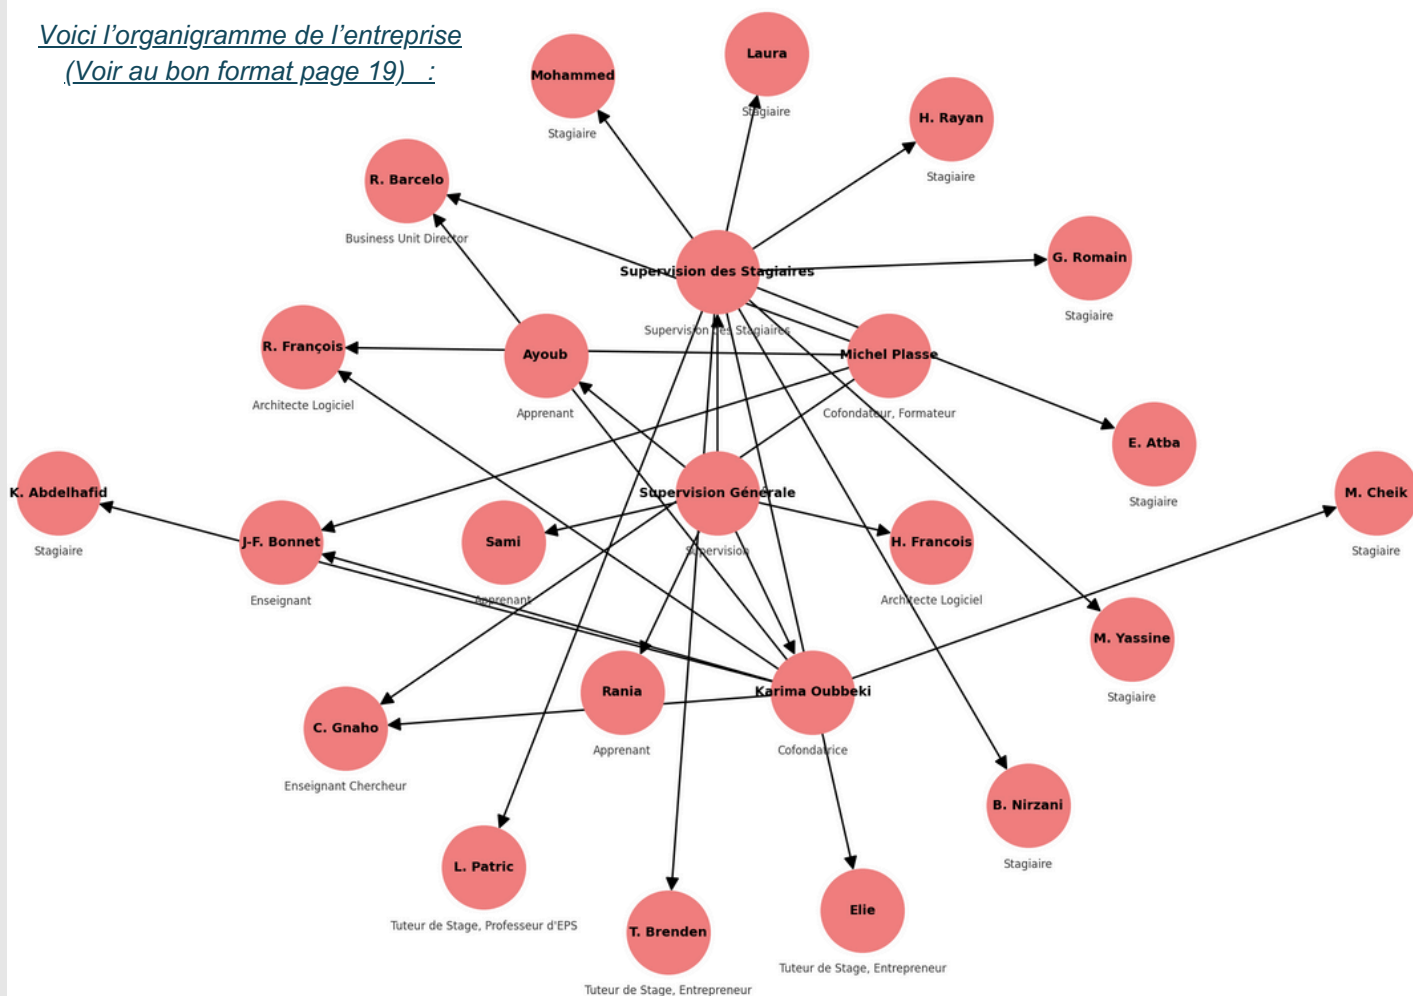 Voici l’organigramme de l’entreprise
(Voir au bon format page 19)   :
Laura
Stagiaire
Mohammed
Stagiaire
H. Rayan
Stagiaire
R. Barcelo
Business Unit Director
Supervision des Stagiaires
Supervision des Stagiaires
G. Romain
Stagiaire
R. François
Architecte Logiciel
Ayoub
Apprenant
Michel Plasse
Cofondateur, Formateur
E. Atba
Stagiaire
K. Abdelhafid
Stagiaire
J-F. Bonnet
Enseignant
Sami
Apprenant
Supervision Générale
Supervision
H. Francois
Architecte Logiciel
M. Cheik
Stagiaire
M. Yassine
Stagiaire
C. Gnaho
Enseignant Chercheur
Rania
Apprenant
Karima Oubbeki
Cofondatrice
B. Nirzani
Stagiaire
L. Patric
Tuteur de Stage, Professeur d'EPS
T. Brenden
Tuteur de Stage, Entrepreneur
Elie
Tuteur de Stage, Entrepreneur